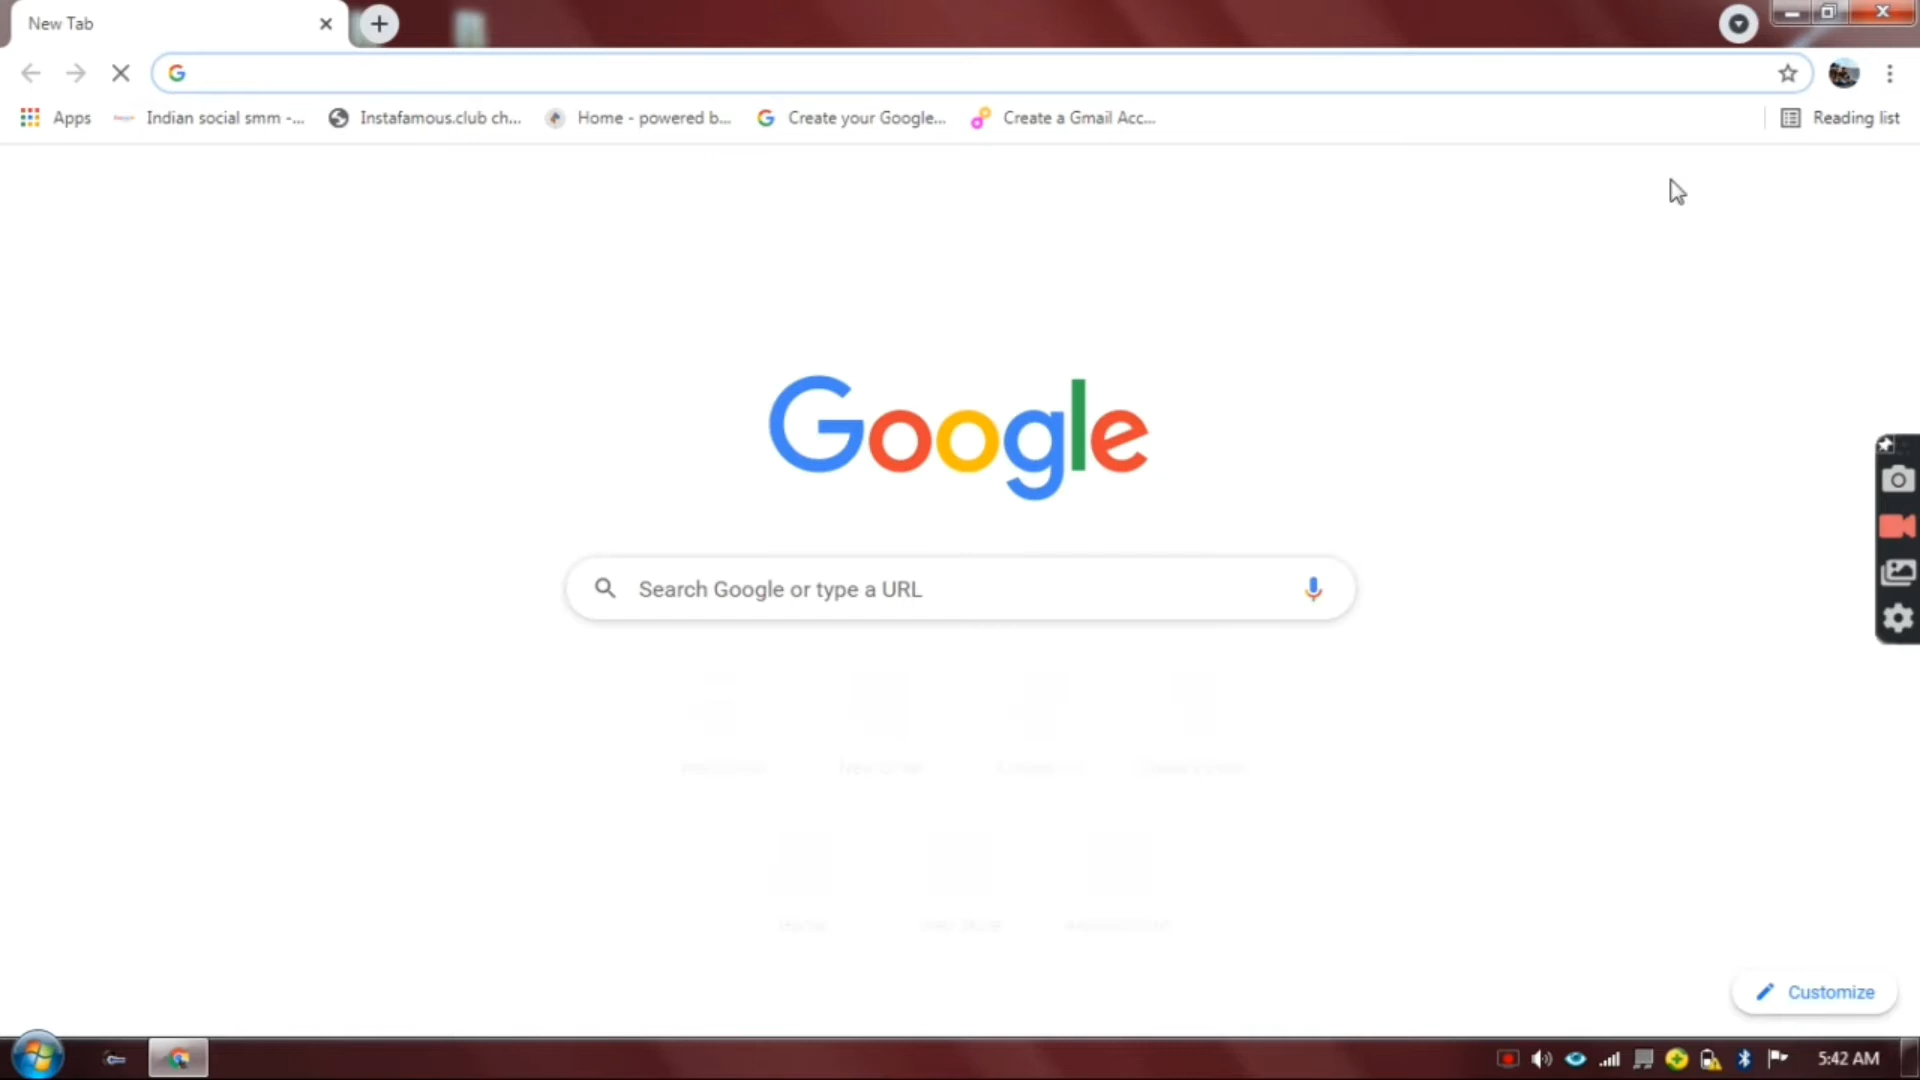 New Tab
Apps
Indian social smm -...
Instafamous.club ch...
Home - powered b...
Create your Google...
Create a Gmail Acc...
Reading list
Google
Search Google or type a URL
Customize
5:42 AM